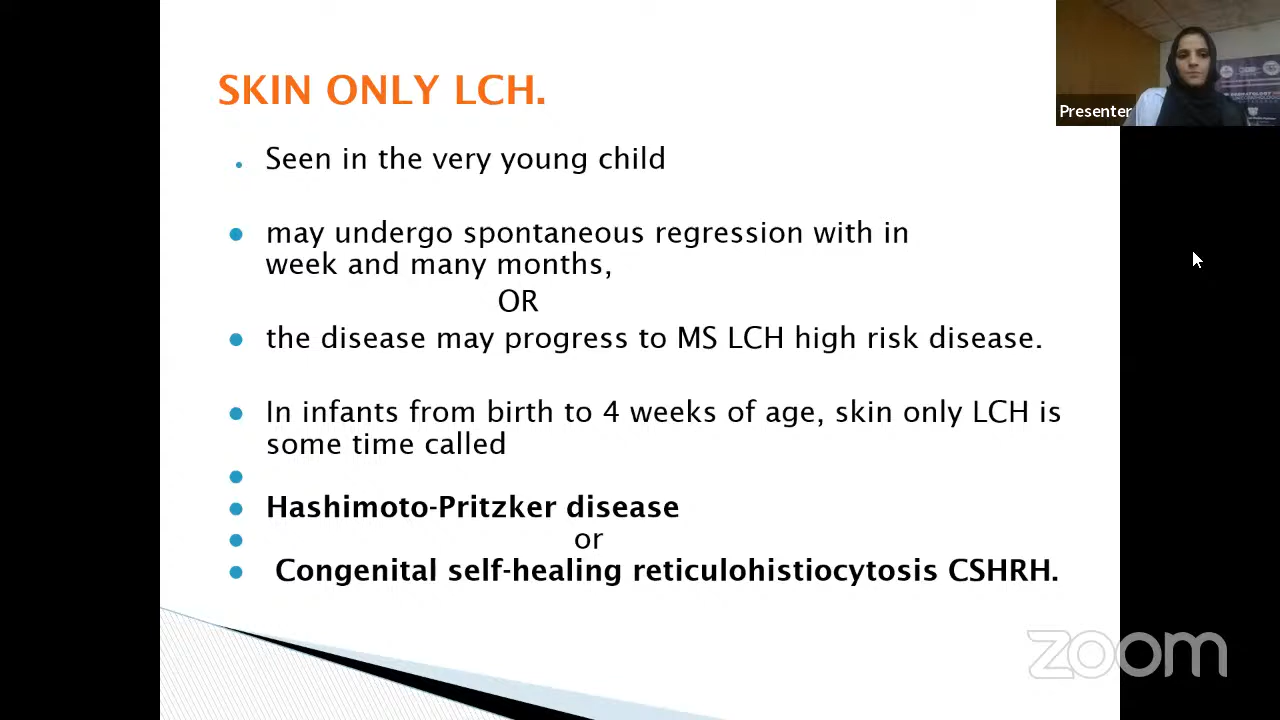 SKIN ONLY LCH.
Presenter
Seen in the very young child
may undergo spontaneous regression with in
week and many months,
OR
the disease may progress to MS LCH high risk disease.
In infants from birth to 4 weeks of age, skin only LCH is
some time called
Hashimoto-Pritzker disease
or
Congenital self-healing reticulohistiocytosis CSHRH.
zoom